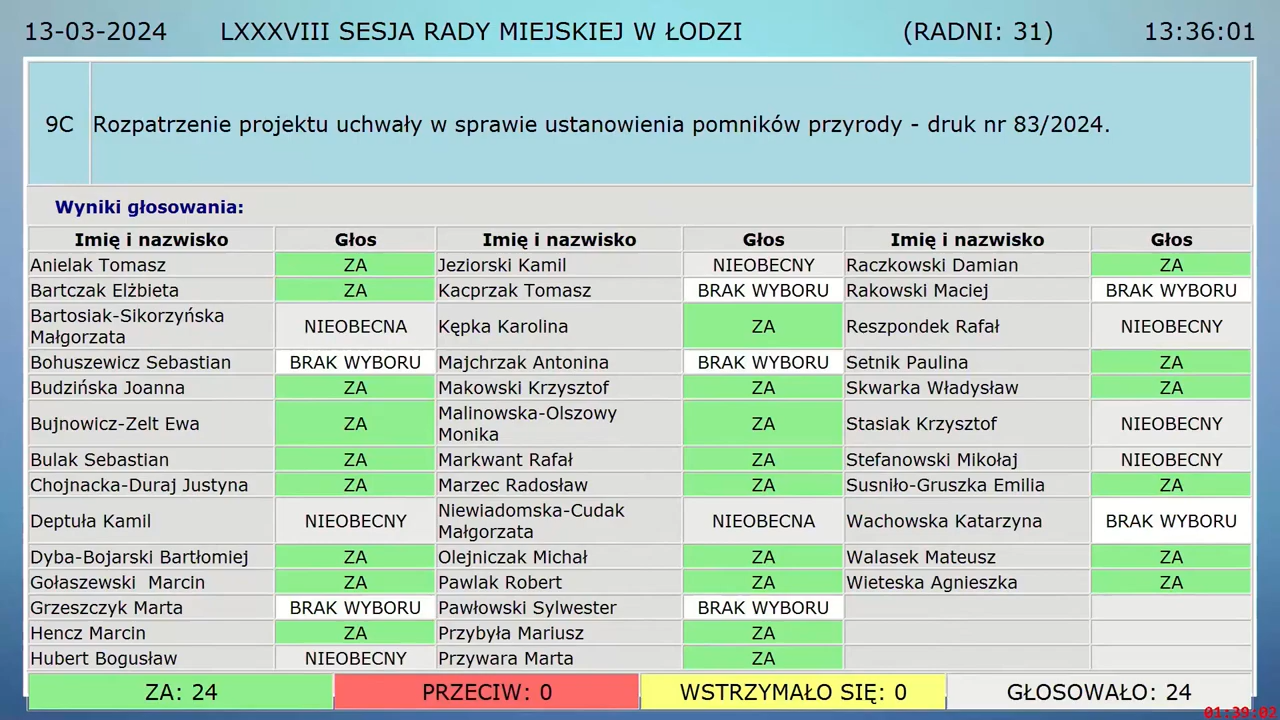 13-03-2024 LXXXVIII SESJA RADY MIEJSKIEJ W ŁODZI (RADNI: 31) 13:36:01
9C Rozpatrzenie projektu uchwały w sprawie ustanowienia pomników przyrody - druk nr 83/2024.
Wyniki głosowania:
Imię i nazwisko Głos Imię i nazwisko Głos Imię i nazwisko Głos
Anielak Tomasz ZA Jeziorski Kamil NIEOBECNY Raczkowski Damian ZA
Bartczak Elżbieta ZA Kacprzak Tomasz BRAK WYBORU Rakowski Maciej BRAK WYBORU
Bartosiak-Sikorzyńska
Małgorzata NIEOBECNA Kępka Karolina ZA Reszpondek Rafał NIEOBECNY
Bohuszewicz Sebastian BRAK WYBORU Majchrzak Antonina BRAK WYBORU Setnik Paulina ZA
Budzińska Joanna ZA Makowski Krzysztof ZA Skwarka Władysław ZA
Bujnowicz-Zelt Ewa ZA Malinowska-Olszowy
Monika ZA Stasiak Krzysztof NIEOBECNY
Bulak Sebastian ZA Markwant Rafał ZA Stefanowski Mikołaj NIEOBECNY
Chojnacka-Duraj Justyna ZA Marzec Radosław ZA Susniło-Gruszka Emilia ZA
Deptuła Kamil NIEOBECNY Niewiadomska-Cudak
Małgorzata NIEOBECNA Wachowska Katarzyna BRAK WYBORU
Dyba-Bojarski Bartłomiej ZA Olejniczak Michał ZA Walasek Mateusz ZA
Gołaszewski Marcin ZA Pawlak Robert ZA Wieteska Agnieszka ZA
Grzeszczyk Marta BRAK WYBORU Pawłowski Sylwester BRAK WYBORU
Hencz Marcin ZA Przybyła Mariusz ZA
Hubert Bogusław NIEOBECNY Przywara Marta ZA
ZA: 24 PRZECIW: 0 WSTRZYMAŁO SIĘ: 0 GŁOSOWAŁO: 24
01:39:02